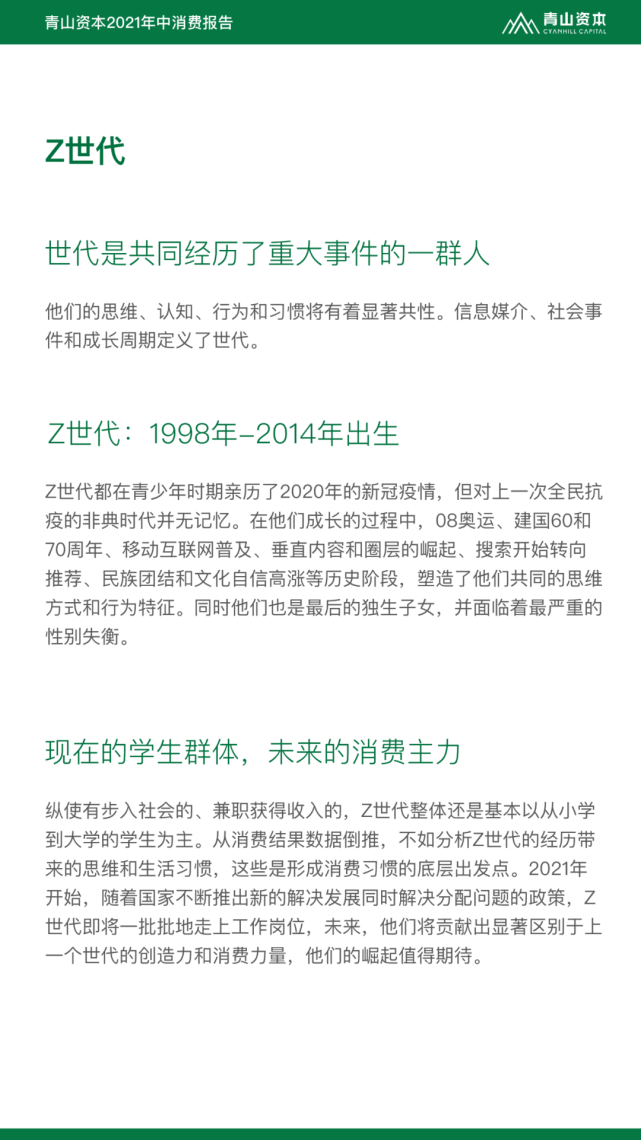 青山资本2021年中消费报告
青山资本
CYANHILL CAPITAL
Z世代
世代是共同经历了重大事件的一群人
他们的思维、认知、行为和习惯将有着显著共性。信息媒介、社会事
件和成长周期定义了世代。
Z世代：1998年-2014年出生
Z世代都在青少年时期亲历了2020年的新冠疫情，但对上一次全民抗
疫的非典时代并无记忆。在他们成长的过程中，08奥运、建国60和
70周年、移动互联网普及、垂直内容和圈层的崛起、搜索开始转向
推荐、民族团结和文化自信高涨等历史阶段，塑造了他们共同的思维
方式和行为特征。同时他们也是最后的独生子女，并面临着最严重的
性别失衡。
现在的学生群体，未来的消费主力
纵使有步入社会的、兼职获得收入的，Z世代整体还是基本以从小学
到大学的学生为主。从消费结果数据倒推，不如分析Z世代的经历带
来的思维和生活习惯，这些是形成消费习惯的底层出发点。2021年
开始，随着国家不断推出新的解决发展同时解决分配问题的政策，Z
世代即将一批批地走上工作岗位，未来，他们将贡献出显著区别于上
一个世代的创造力和消费力量，他们的崛起值得期待。